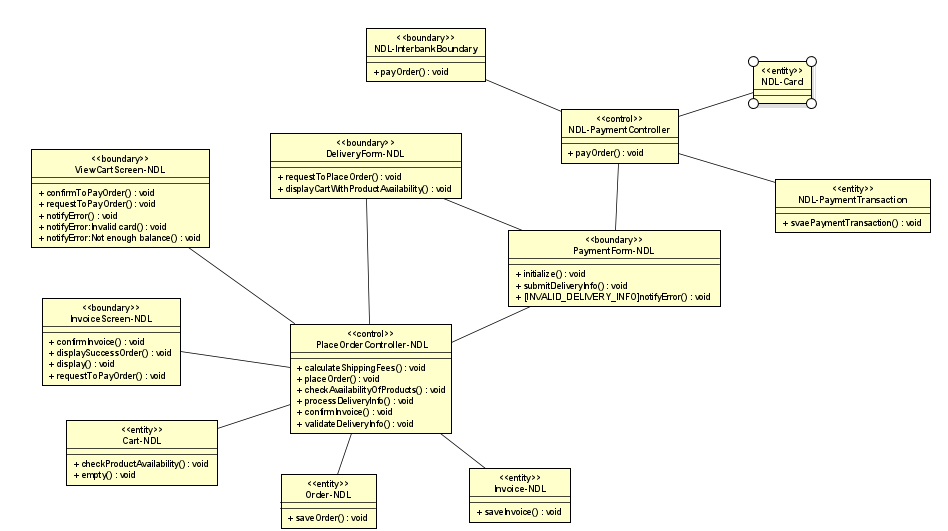 <<boundary>>
NDL-InterbankBoundary
+ payOrder() : void
<<entity>>
NDL-Card
<<control>>
NDL-PaymentController
+ payOrder() : void
<<boundary>>
DeliveryForm-NDL
+ requestToPlaceOrder() : void
+ displayCartWithProductAvailability() : void
<<boundary>>
ViewCartScreen-NDL
+ confirmToPayOrder() : void
+ requestToPayOrder() : void
+ notifyError() : void
+ notifyError:Invalid card() : void
+ notifyError:Not enough balance() : void
<<entity>>
NDL-PaymentTransaction
+ svaePaymentTransaction() : void
<<boundary>>
PaymentForm-NDL
+ initialize() : void
+ submitDeliveryInfo() : void
+ [INVALID_DELIVERY_INFO]notifyError() : void
<<boundary>>
InvoiceScreen-NDL
+ confirmInvoice() : void
+ displaySuccessOrder() : void
+ display() : void
+ requestToPayOrder() : void
<<control>>
PlaceOrderController-NDL
+ calculateShippingFees() : void
+ placeOrder() : void
+ checkAvailabilityOfProducts() : void
+ processDeliveryInfo() : void
+ confirmInvoice() : void
+ validateDeliveryInfo() : void
<<entity>>
Cart-NDL
+ checkProductAvailability() : void
+ empty() : void
<<entity>>
Order-NDL
+ saveOrder() : void
<<entity>>
Invoice-NDL
+ saveInvoice() : void